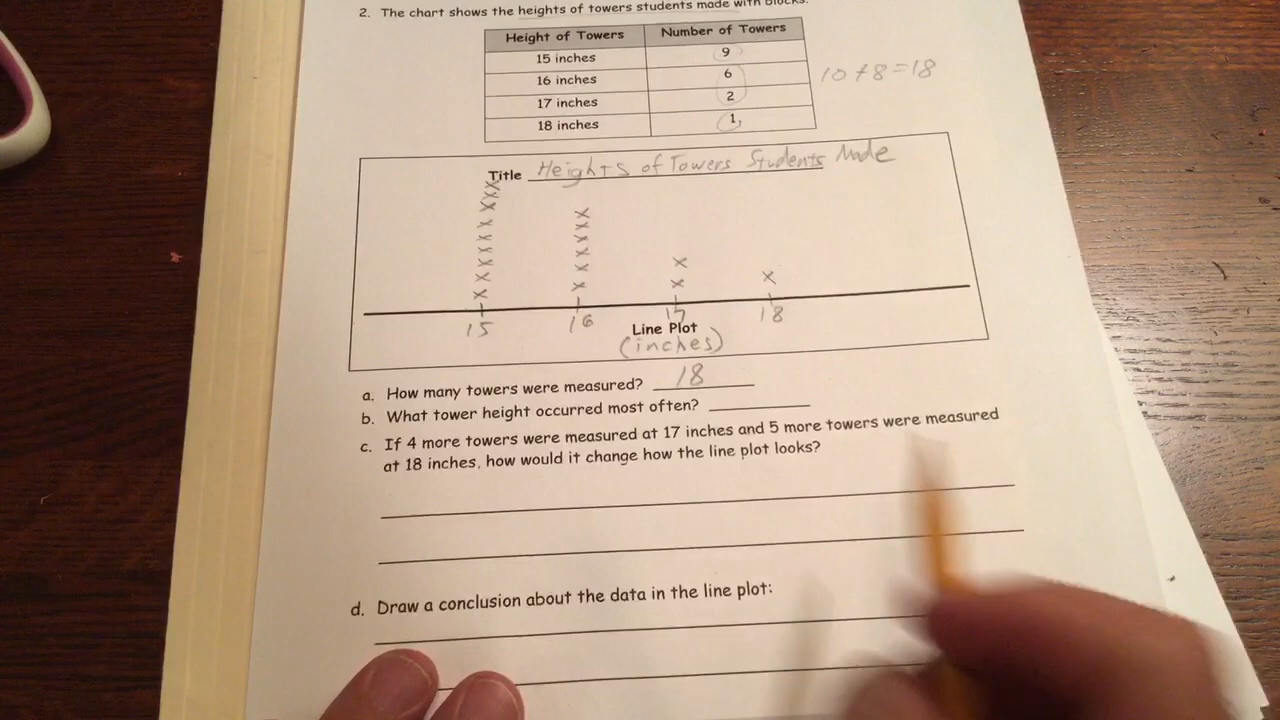 2. The chart shows the heights of towers students made with blocks.
Height of Towers Number of Towers
15 inches 9
16 inches 6
17 inches 2
18 inches 1
10+8=18
Title Heights of Towers Students Made
X X X X X X X X X
X X X X X X
X X
X
15 16 17 18
Line Plot
(inches)
a. How many towers were measured? 18
b. What tower height occurred most often?
c. If 4 more towers were measured at 17 inches and 5 more towers were measured
at 18 inches, how would it change how the line plot looks?
d. Draw a conclusion about the data in the line plot: